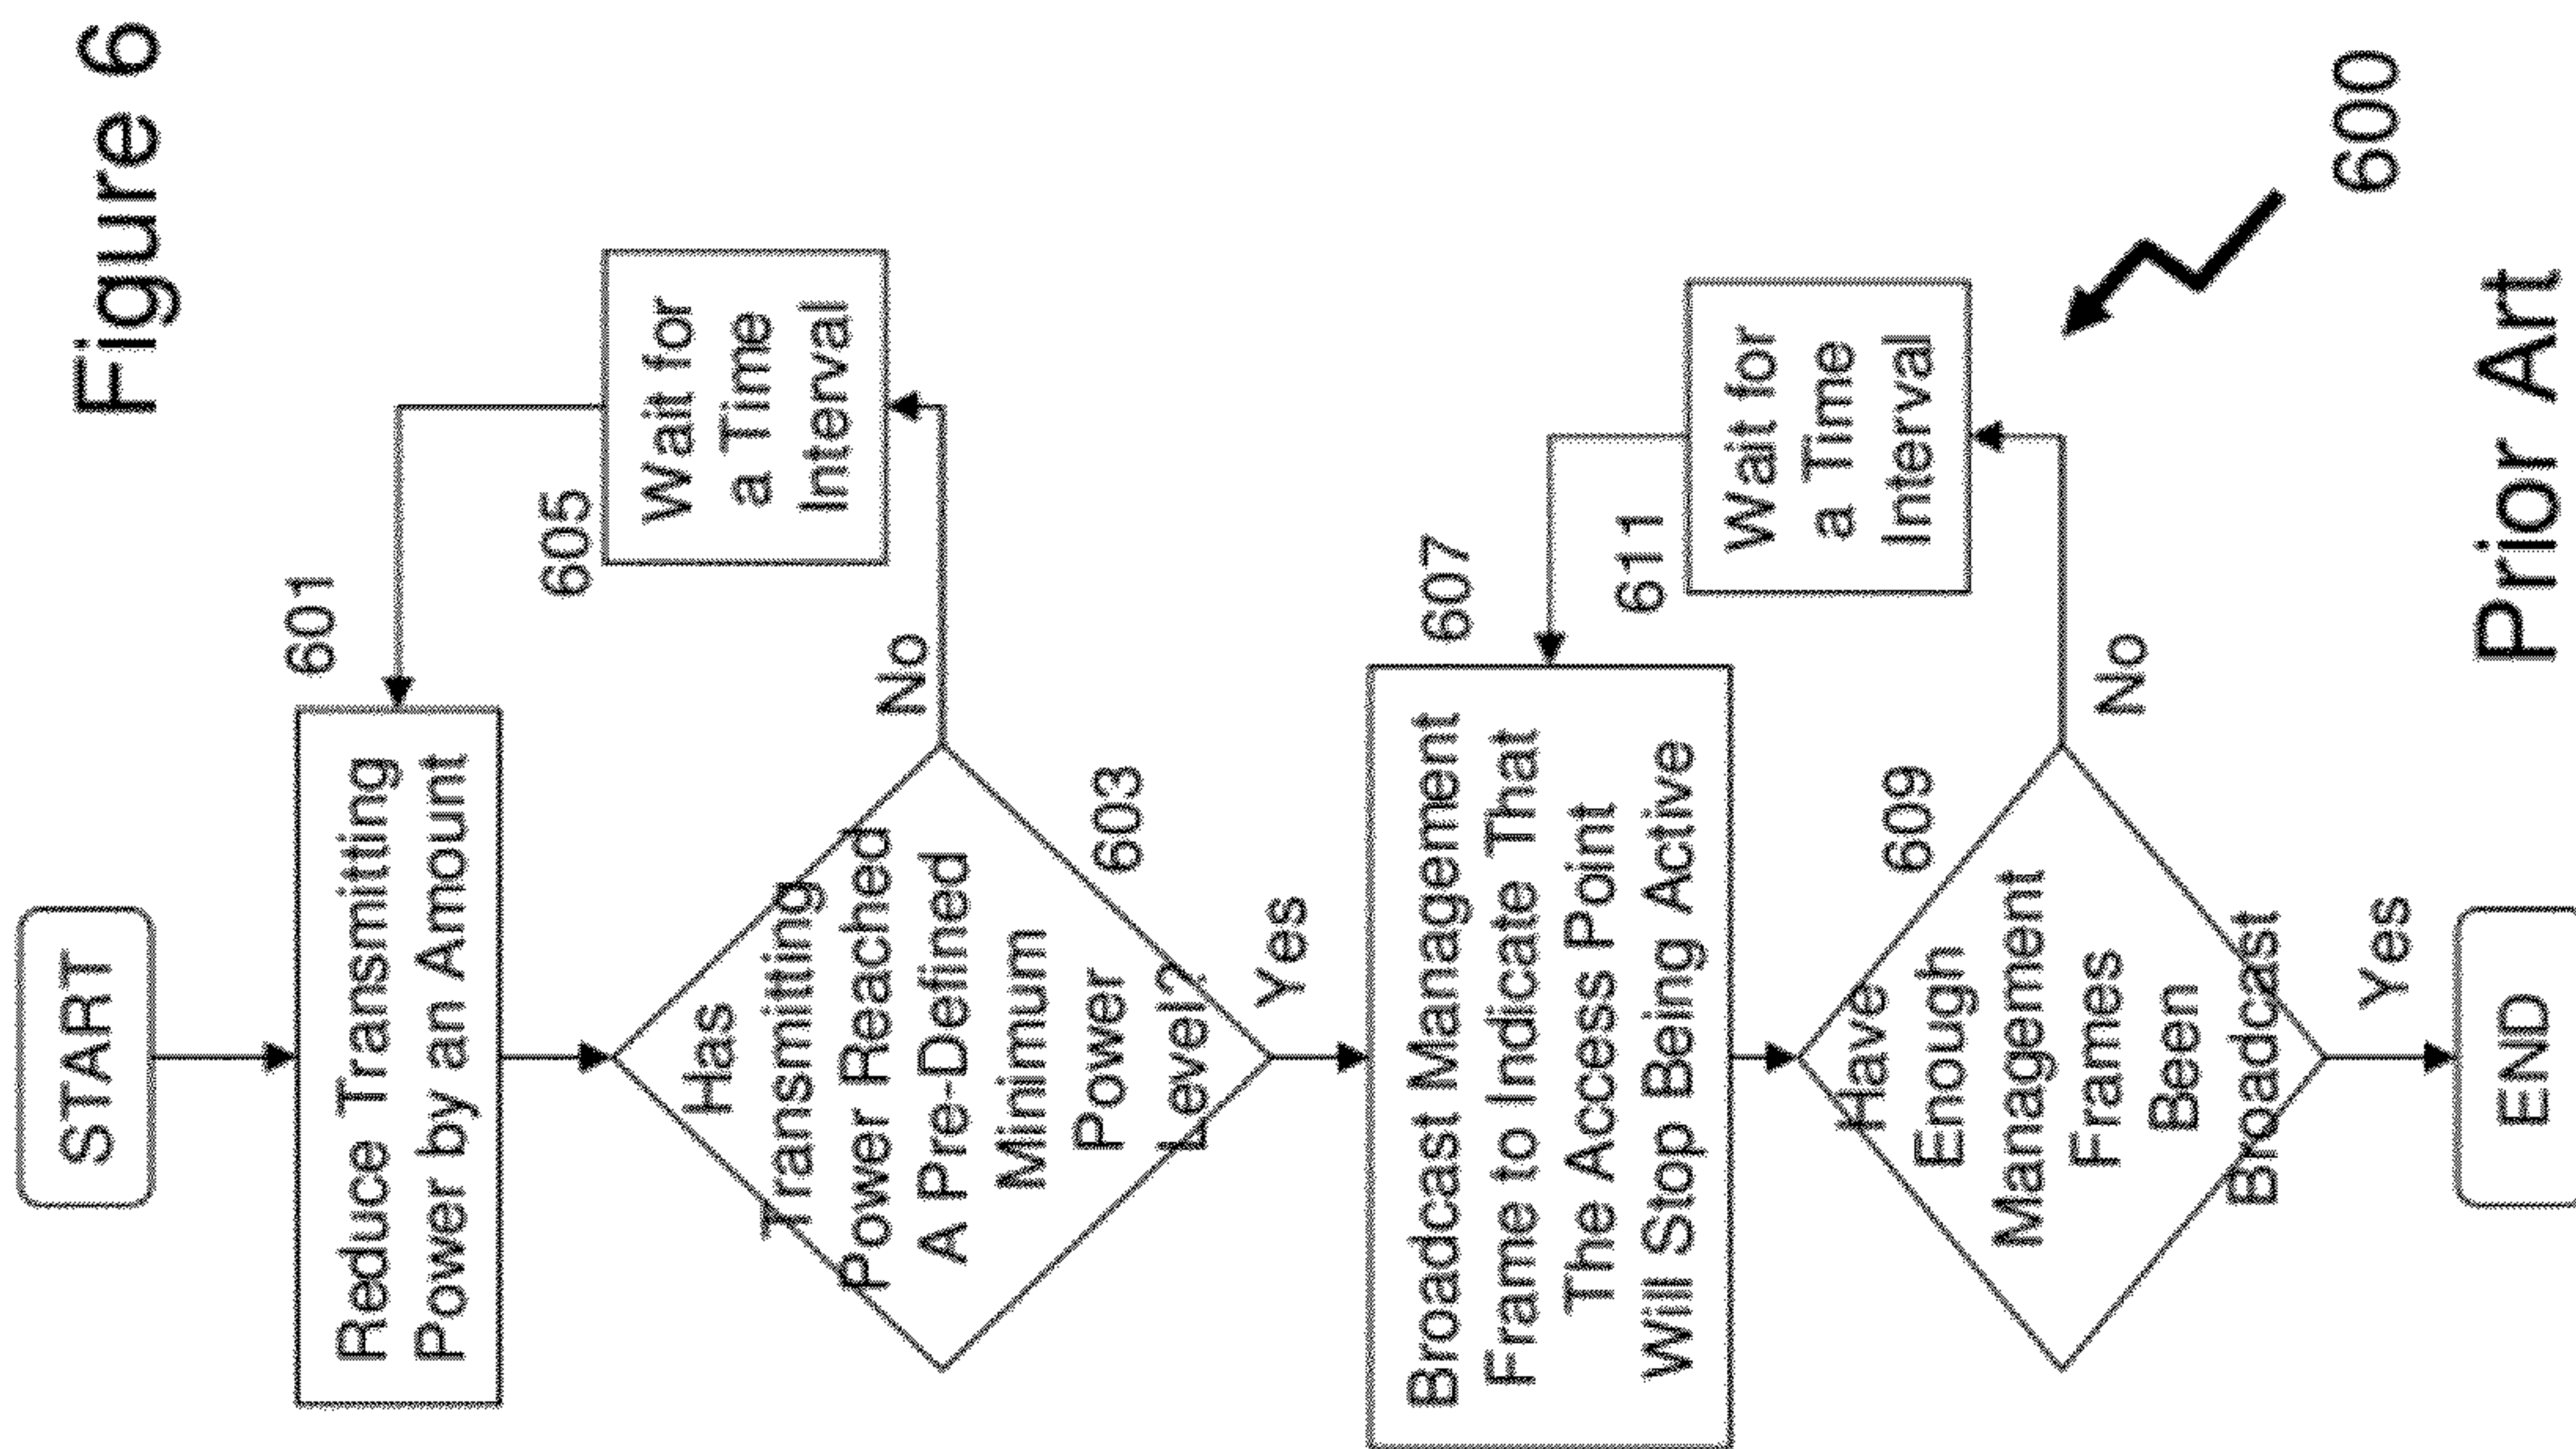 Figure 6
START
601
Reduce Transmitting
Power by an Amount
605
Wait for
a Time
Interval
Has
Transmitting
Power Reached
A Pre-Defined
Minimum
Power
Level?
No
603
Yes
607
Broadcast Management
Frame to Indicate That
The Access Point
Will Stop Being Active
611
Wait for
a Time
Interval
609
Have
Enough
Management
Frames
Been
Broadcast
No
Yes
600
END
Prior Art